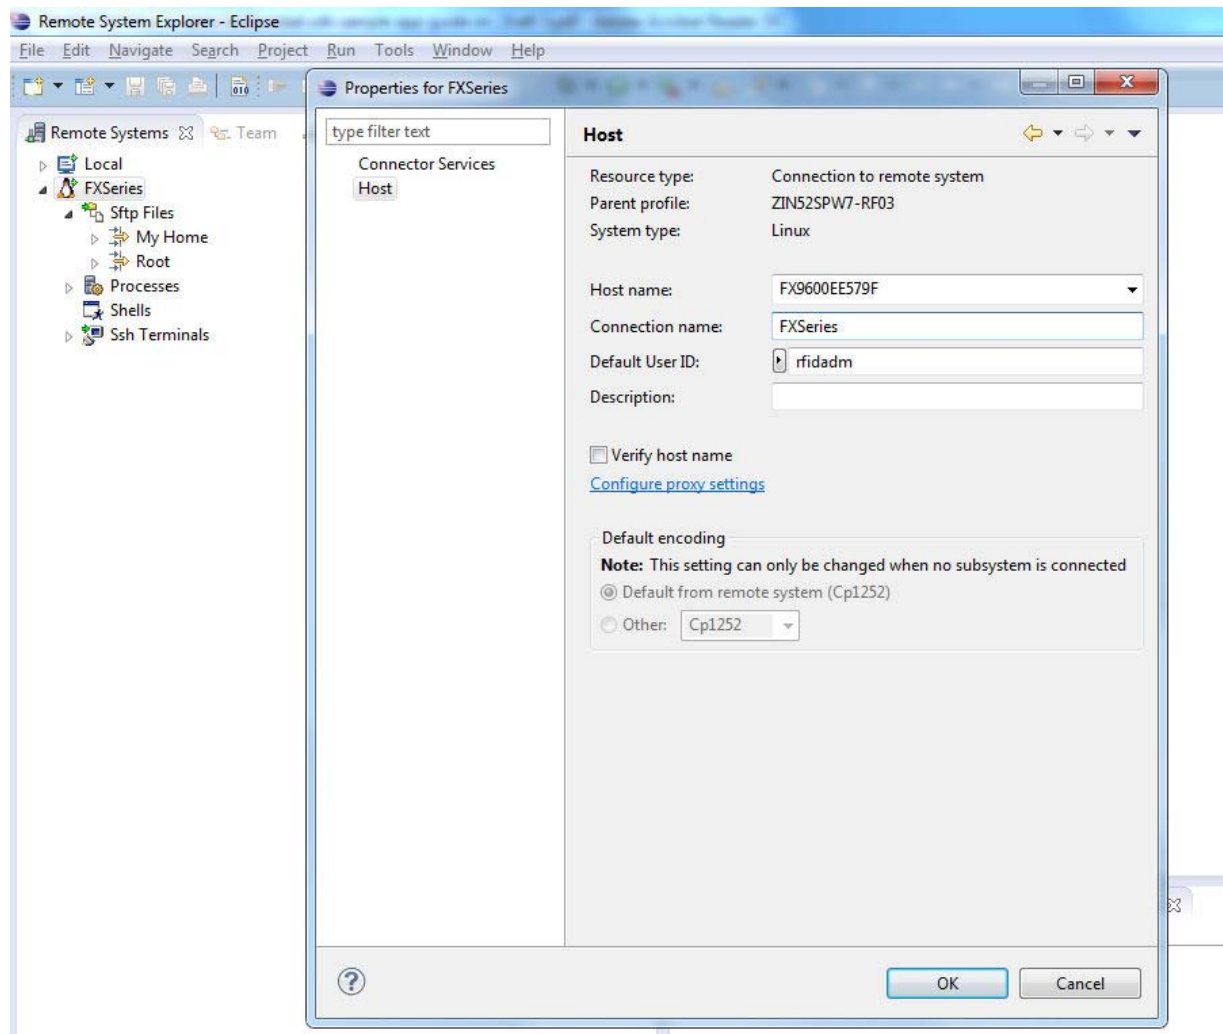 Remote System Explorer - Eclipse
File Edit Navigate Search Project Run Tools Window Help
010
Properties for FXSeries
Remote Systems Team
Local
FXSeries
Sftp Files
My Home
Root
Processes
Shells
Ssh Terminals
type filter text
Connector Services
Host
Host
Resource type: Connection to remote system
Parent profile: ZIN52SPW7-RF03
System type: Linux
Host name: FX9600EE579F
Connection name: FXSeries
Default User ID: rfidadm
Description:
Verify host name
Configure proxy settings
Default encoding
Note: This setting can only be changed when no subsystem is connected
Default from remote system (Cp1252)
Other: Cp1252
OK Cancel